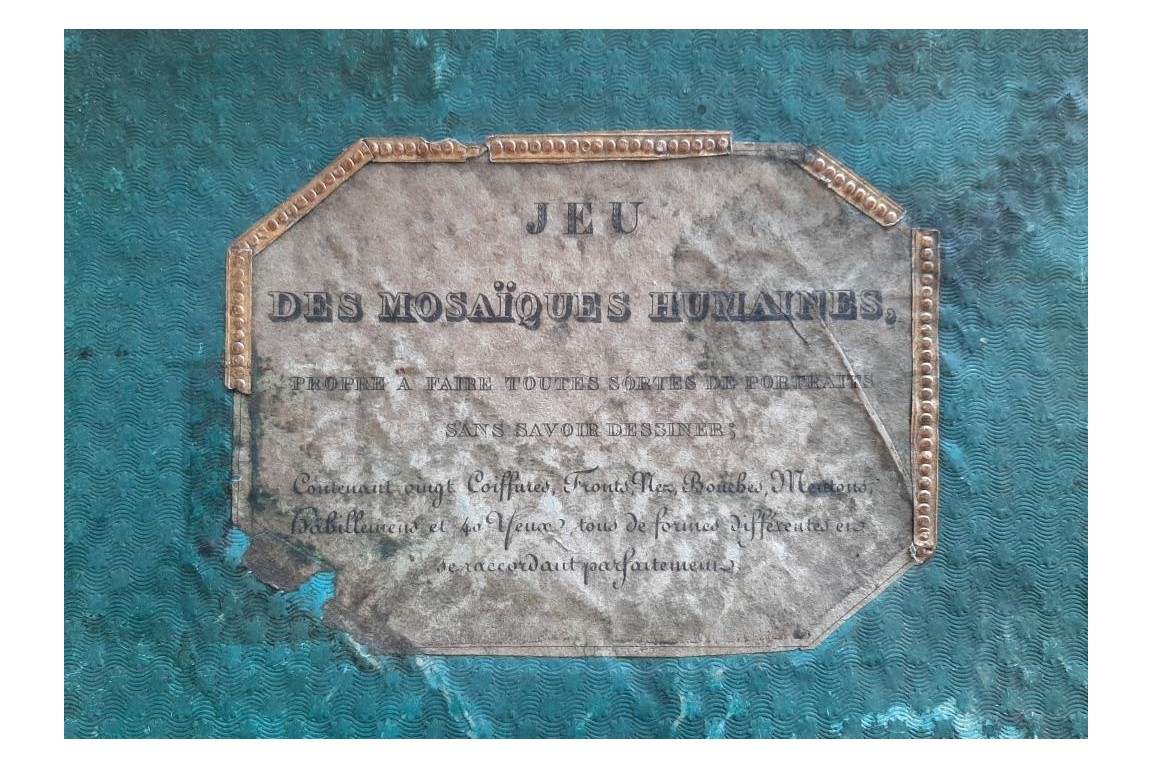 JEU
DES MOSAÏQUES HUMAINES,
PROPRE A FAIRE TOUTES SORTES DE PORTRAITS
SANS SAVOIR DESSINER;
Contenant vingt Coiffures, Fronts, Nez, Bouches, Mentons,
Habillemens et 40 Yeux, tous de formes différentes en
se raccordant parfaitement.